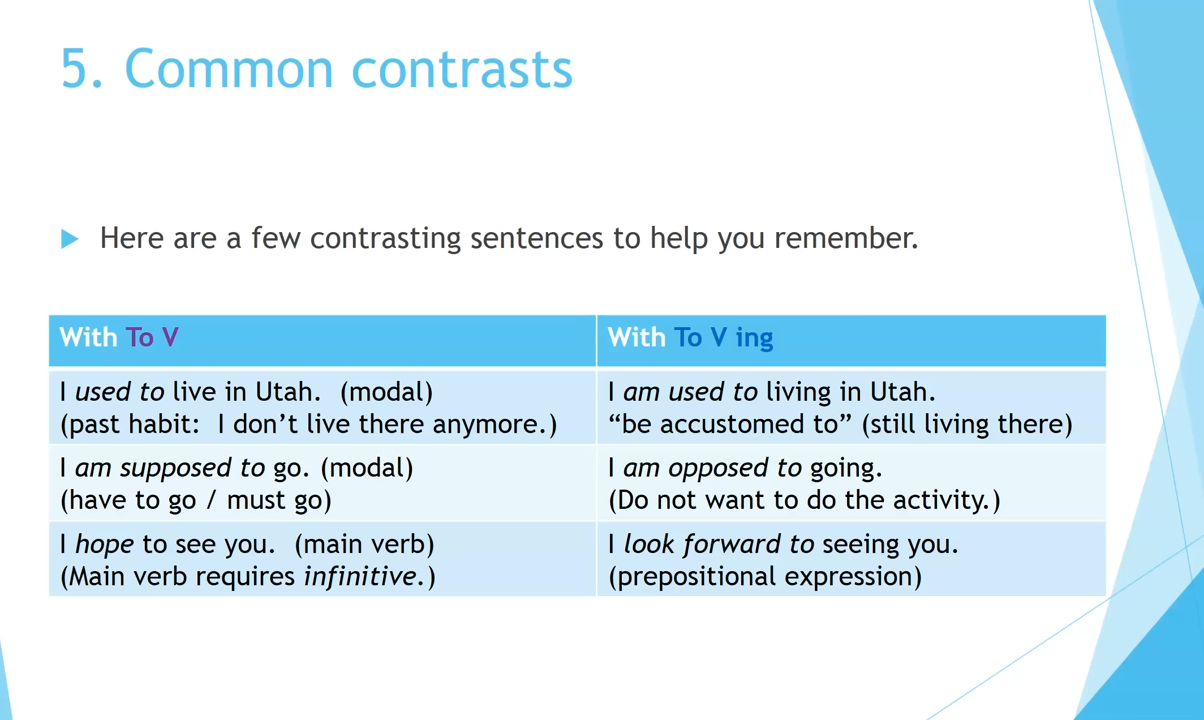 5. Common contrasts
Here are a few contrasting sentences to help you remember.
With To V
With To V ing
I used to live in Utah. (modal)
(past habit: I don’t live there anymore.)
I am used to living in Utah.
“be accustomed to” (still living there)
I am supposed to go. (modal)
(have to go / must go)
I am opposed to going.
(Do not want to do the activity.)
I hope to see you. (main verb)
(Main verb requires infinitive.)
I look forward to seeing you.
(prepositional expression)